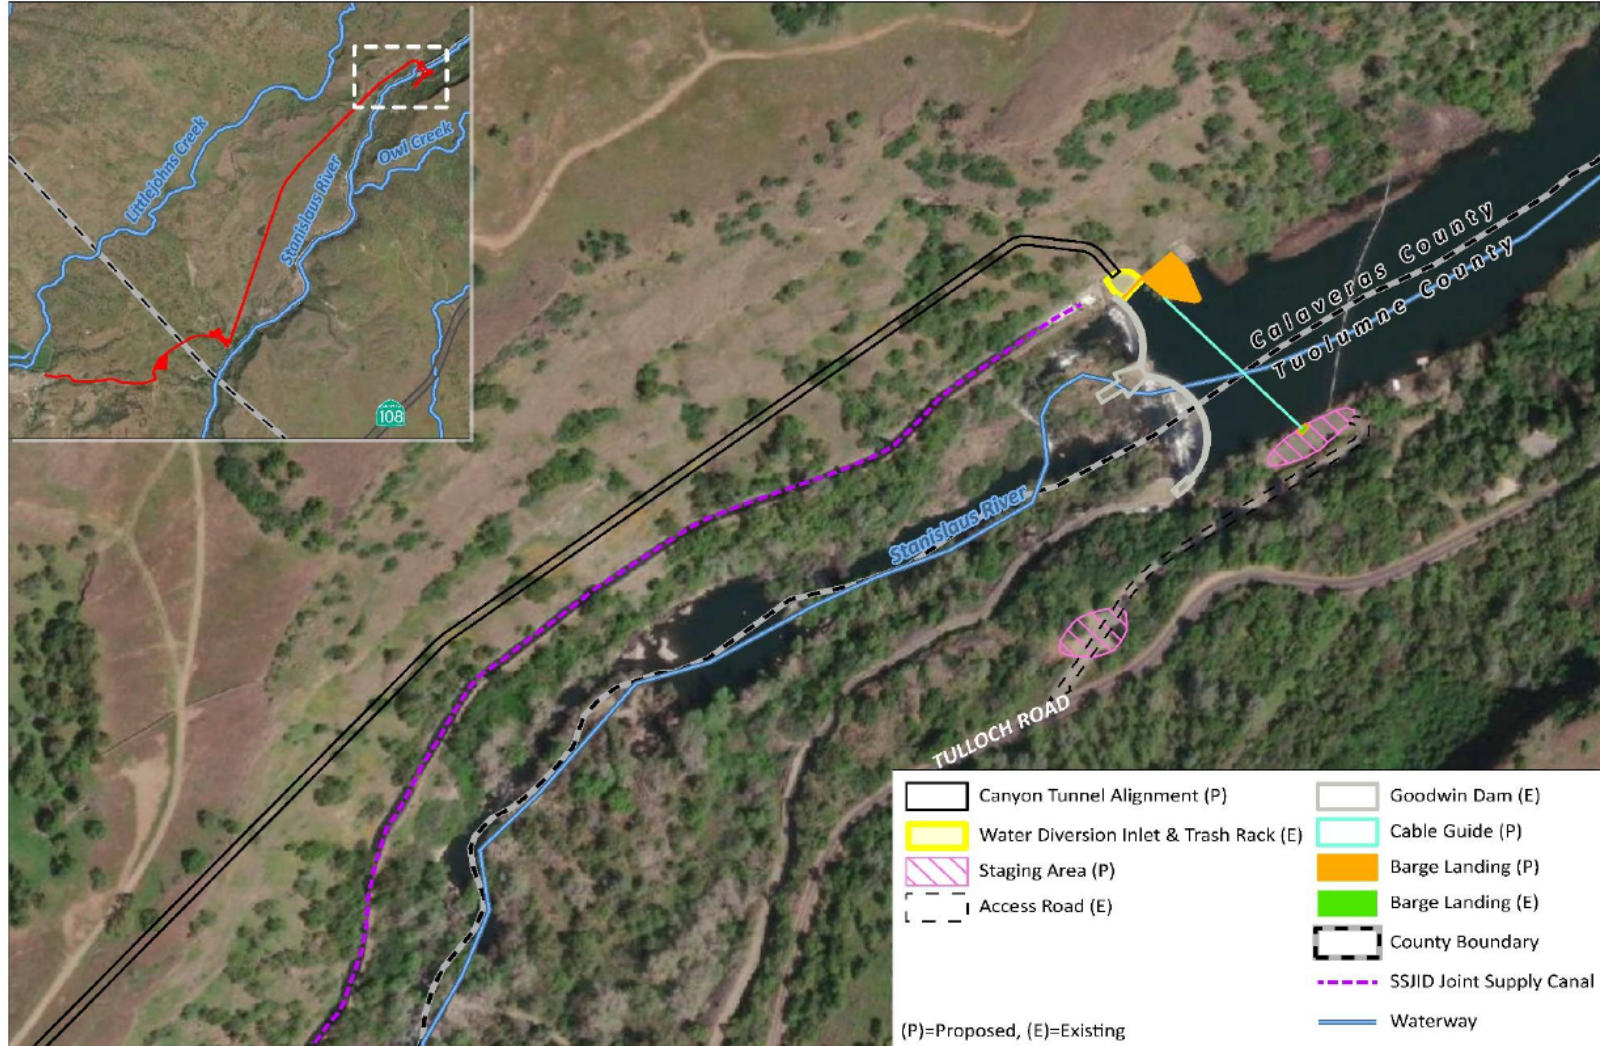 Littlejohns Creek
Owl Creek
Stanislaus River
CALIFORNIA
108
Calaveras County
Tuolumne County
Stanislaus River
TULLOCH ROAD
Canyon Tunnel Alignment (P)
Water Diversion Inlet & Trash Rack (E)
Staging Area (P)
Access Road (E)
(P)=Proposed, (E)=Existing
Goodwin Dam (E)
Cable Guide (P)
Barge Landing (P)
Barge Landing (E)
County Boundary
SSJID Joint Supply Canal
Waterway